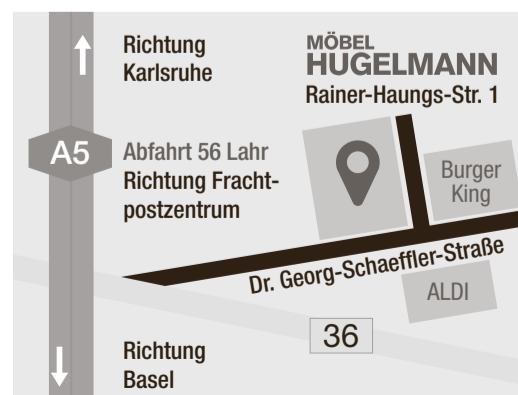 Richtung
Karlsruhe
MÖBEL
HUGELMANN
Rainer-Haungs-Str. 1
A5
Abfahrt 56 Lahr
Richtung Fracht-
postzentrum
Burger
King
Dr. Georg-Schaeffler-Straße
ALDI
36
Richtung
Basel